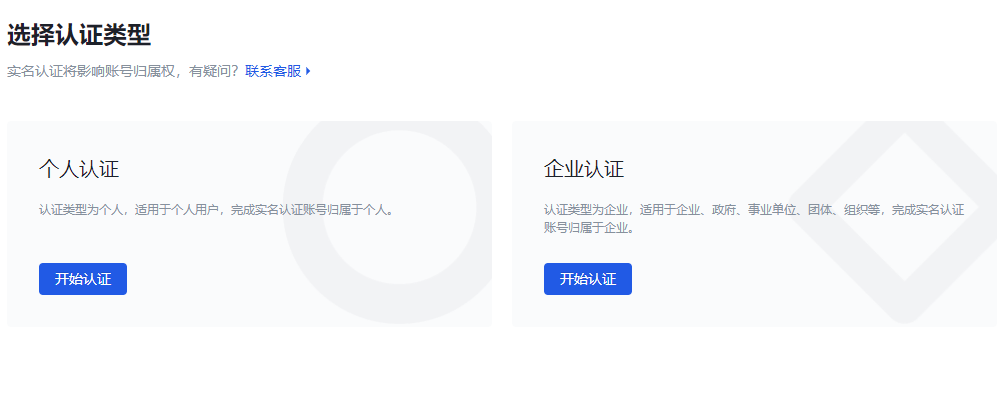 选择认证类型
实名认证将影响账号归属权，有疑问？联系客服
个人认证
认证类型为个人，适用于个人用户，完成实名认证账号归属于个人。
开始认证
企业认证
认证类型为企业，适用于企业、政府、事业单位、团体、组织等，完成实名认证
账号归属于企业。
开始认证